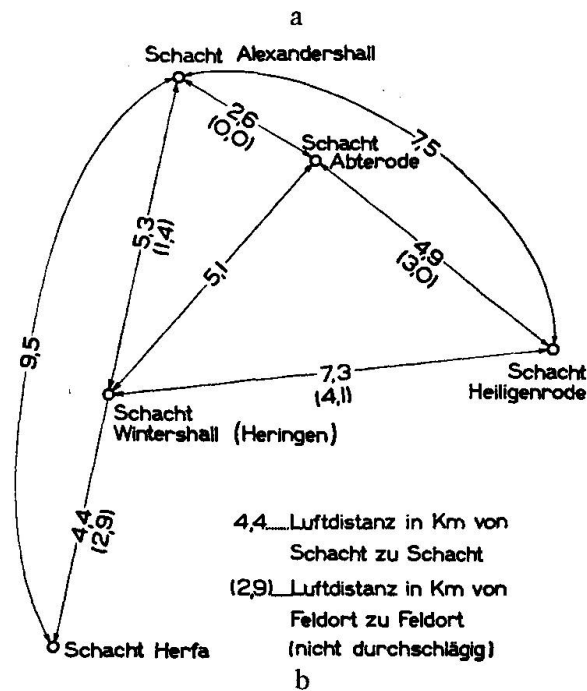 a
Schacht Alexandershall
2,6
(0,0)
Schacht
Abterode
7,5
5,3
(1,4)
5,1
4,9
(3,0)
9,5
Schacht
Heiligenrode
7,3
(4,1)
Schacht
Wintershall (Heringen)
4,4
(2,9)
4,4......Luftdistanz in Km von
Schacht zu Schacht
(2,9)...Luftdistanz in Km von
Feldort zu Feldort
(nicht durchschlägig)
Schacht Herfa
b